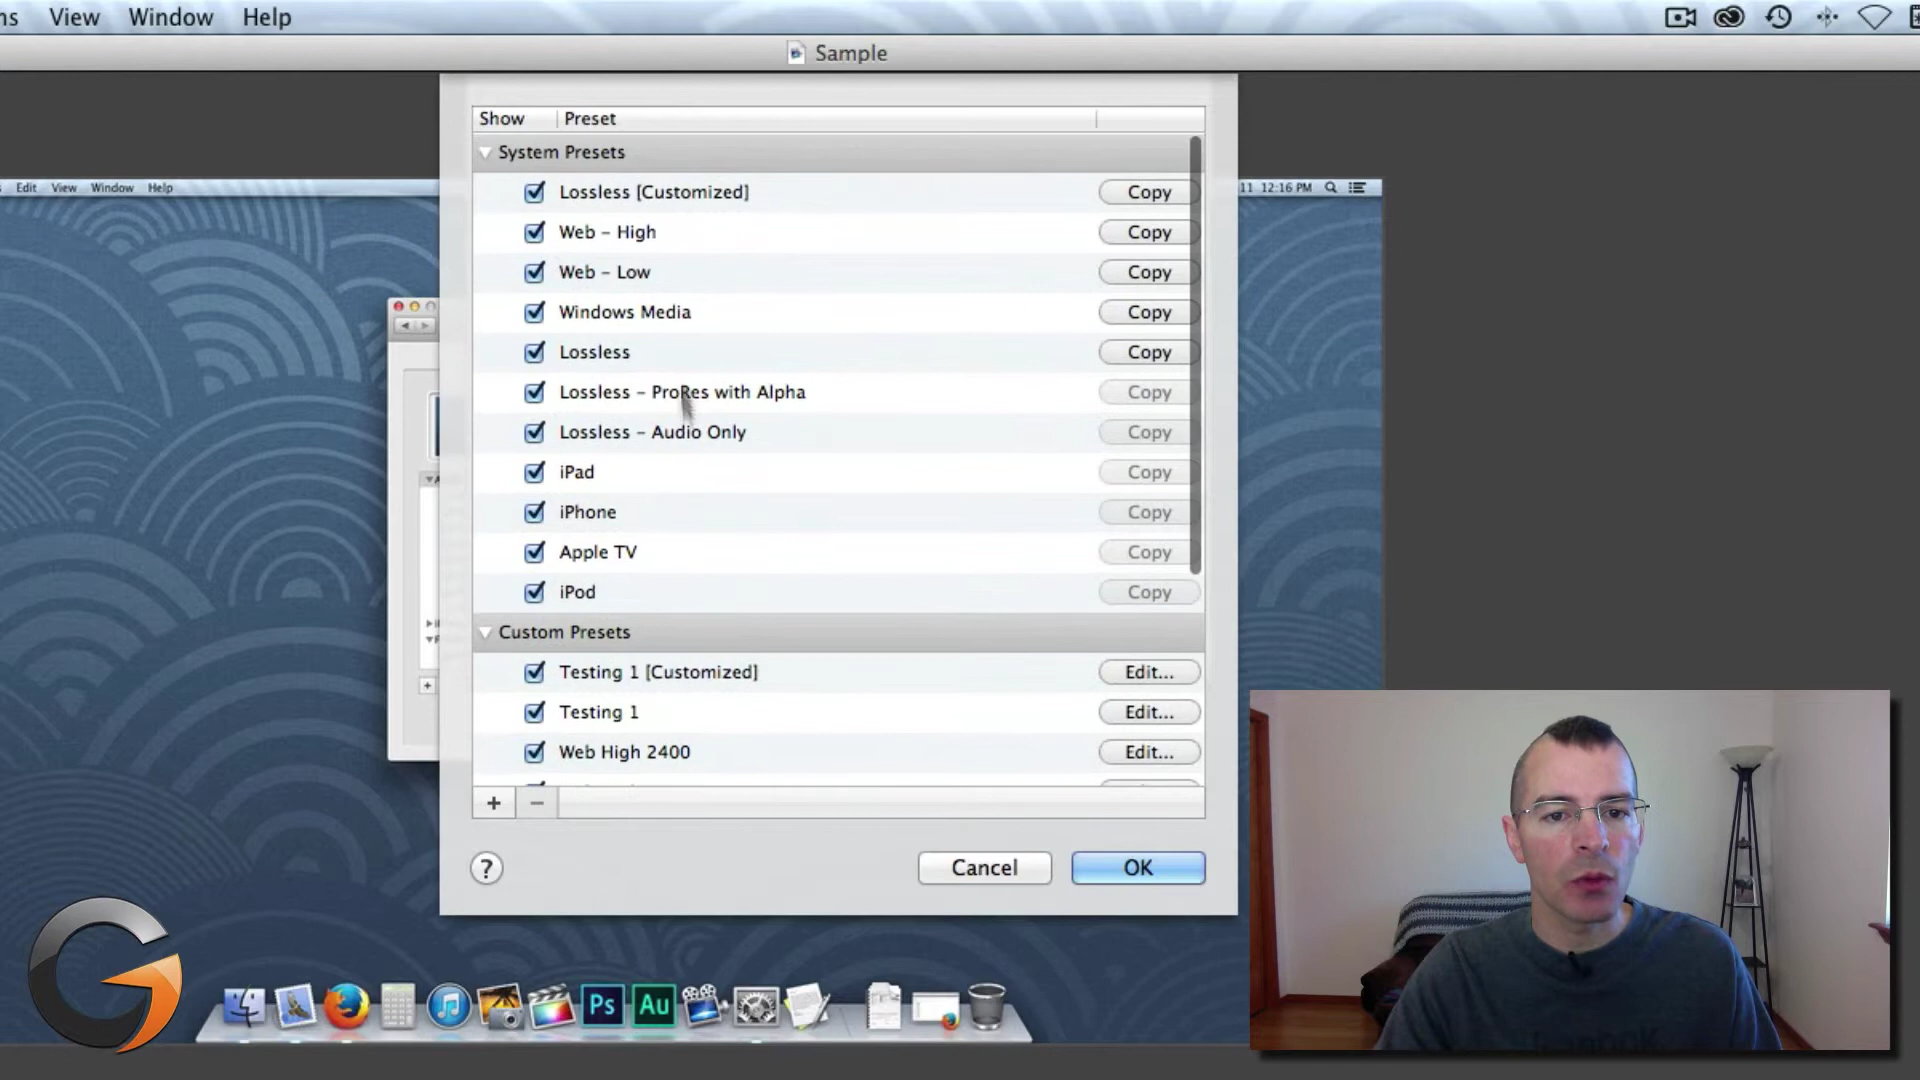 View Window Help
Sample
Show Preset
System Presets
Edit View Window Help
Lossless [Customized] Copy
11 12:16 PM
Web - High Copy
Web - Low Copy
Windows Media Copy
Lossless Copy
Lossless - ProRes with Alpha Copy
Lossless - Audio Only Copy
iPad Copy
iPhone Copy
Apple TV Copy
iPod Copy
Custom Presets
Testing 1 [Customized] Edit...
Testing 1 Edit...
Web High 2400 Edit...
+ −
? Cancel OK
Ps Au